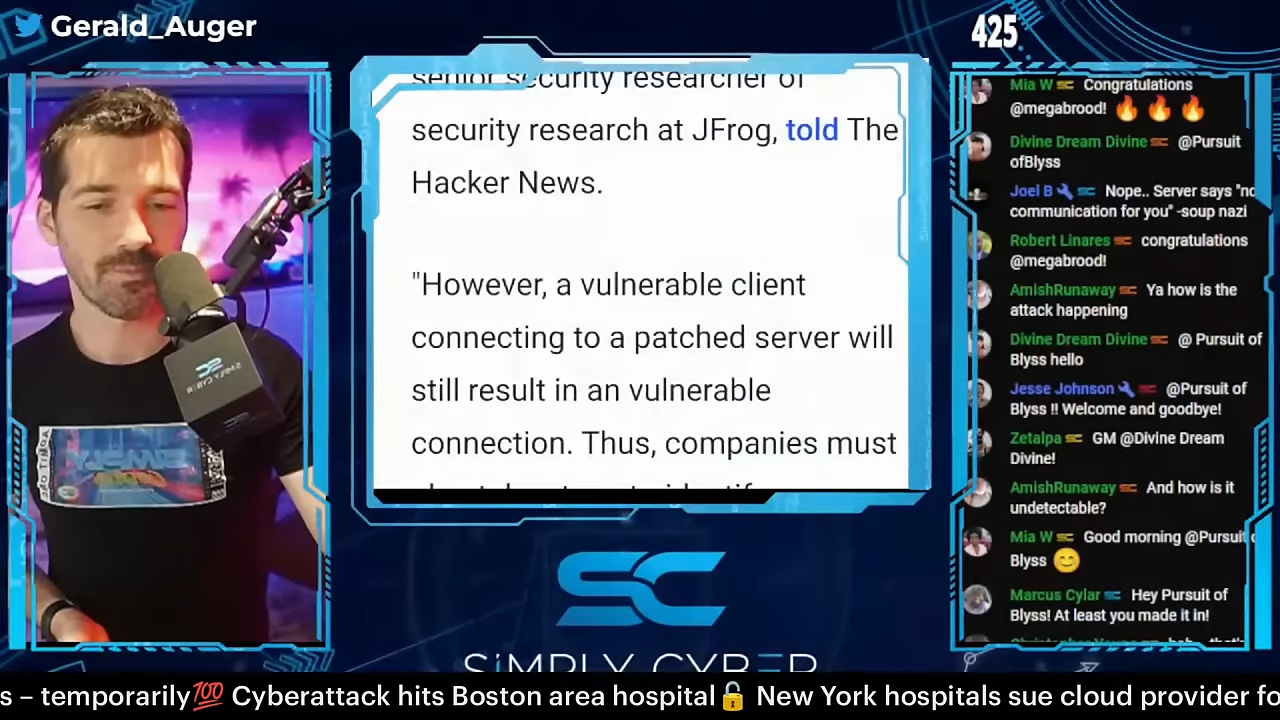 Gerald_Auger
425
senior security researcher of
security research at JFrog, told The
Hacker News.
"However, a vulnerable client
connecting to a patched server will
still result in an vulnerable
connection. Thus, companies must
Mia W Congratulations
@megabrood! 🔥 🔥 🔥
Divine Dream Divine @Pursuit
ofBlyss
Joel B Nope.. Server says "no
communication for you" -soup nazi
Robert Linares congratulations
@megabrood!
AmishRunaway Ya how is the
attack happening
Divine Dream Divine @ Pursuit of
Blyss hello
Jesse Johnson @Pursuit of
Blyss !! Welcome and goodbye!
Zetalpa GM @Divine Dream
Divine!
AmishRunaway And how is it
undetectable?
Mia W Good morning @Pursuit
Blyss 😊
Marcus Cylar Hey Pursuit of
Blyss! At least you made it in!
SC
SiMPLY CYBER
s – temporarily💯 Cyberattack hits Boston area hospital🔓 New York hospitals sue cloud provider fo